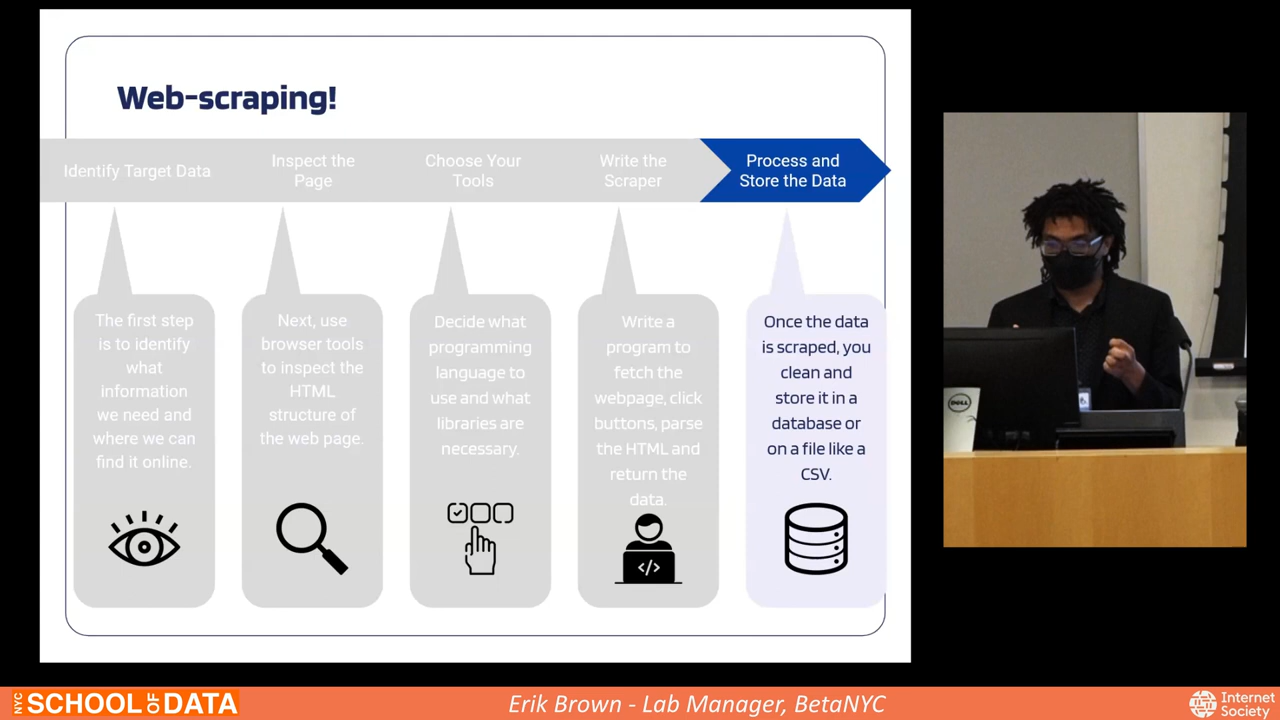 Web-scraping!
Identify Target Data
Inspect the
Page
Choose Your
Tools
Write the
Scraper
Process and
Store the Data
The first step
is to identify
what
information
we need and
where we can
find it online.
Next, use
browser tools
to inspect the
HTML
structure of
the web page.
Decide what
programming
language to
use and what
libraries are
necessary.
Write a
program to
fetch the
webpage, click
buttons, parse
the HTML and
return the
data.
</>
Once the data
is scraped, you
clean and
store it in a
database or
on a file like a
CSV.
DELL
NYC SCHOOL OF DATA
Erik Brown - Lab Manager, BetaNYC
Internet
Society